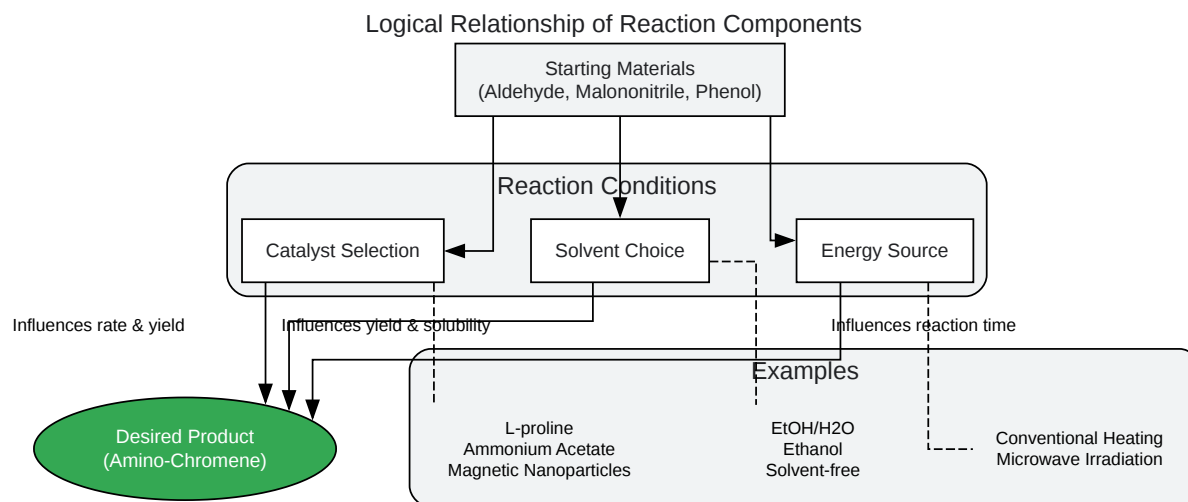 Logical Relationship of Reaction Components
Starting Materials
(Aldehyde, Malononitrile, Phenol)
Reaction Conditions
Catalyst Selection
Solvent Choice
Energy Source
Influences rate & yield
Influences yield & solubility
Influences reaction time
Examples
Desired Product
(Amino-Chromene)
L-proline
Ammonium Acetate
Magnetic Nanoparticles
EtOH/H2O
Ethanol
Solvent-free
Conventional Heating
Microwave Irradiation